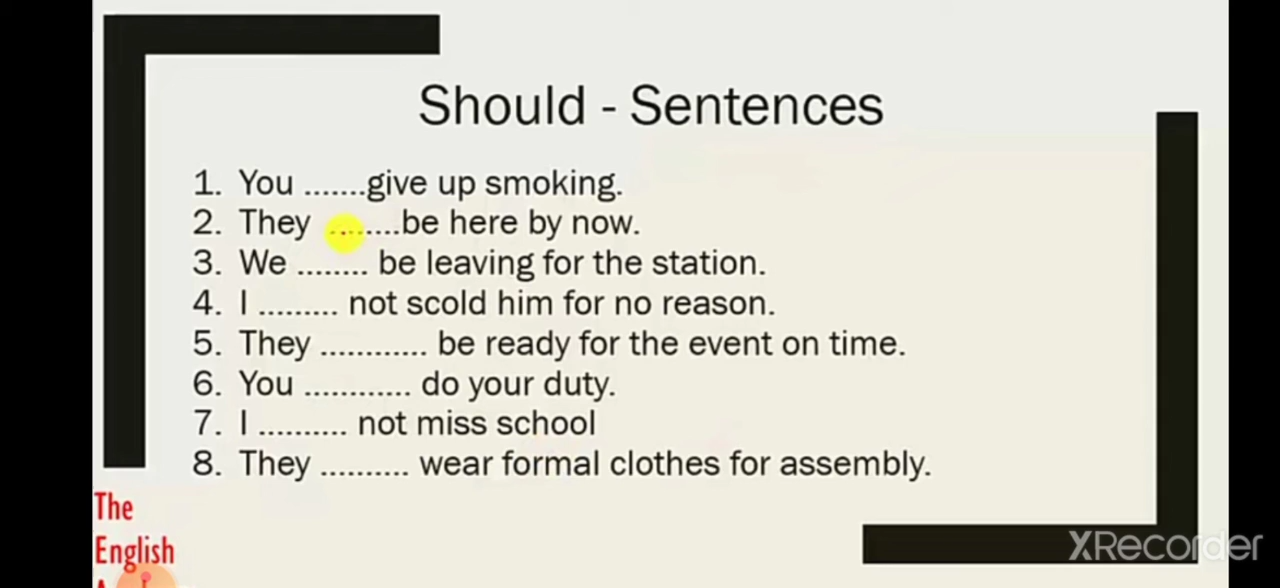 Should - Sentences
1. You .......give up smoking.
2. They ........be here by now.
3. We ........ be leaving for the station.
4. I ......... not scold him for no reason.
5. They ............ be ready for the event on time.
6. You ............ do your duty.
7. I .......... not miss school
8. They .......... wear formal clothes for assembly.
The
English
XRecorder